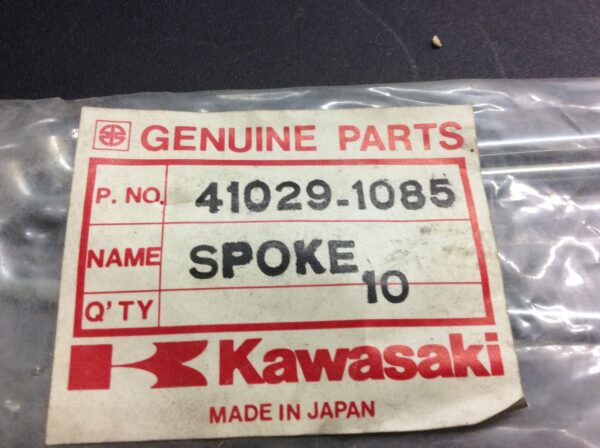 GENUINE PARTS
P. NO. 41029-1085
NAME SPOKE
Q'TY 10
Kawasaki
MADE IN JAPAN